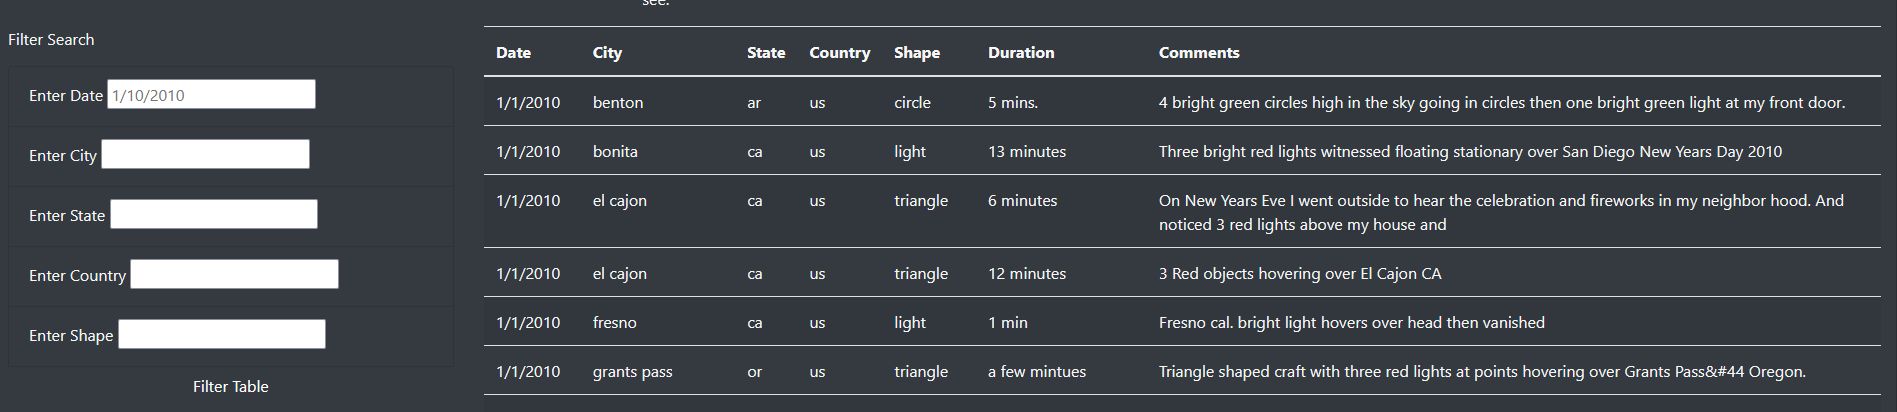 see.
Filter Search
Enter Date 1/10/2010
Enter City
Enter State
Enter Country
Enter Shape
Filter Table
Date City State Country Shape Duration Comments
1/1/2010 benton ar us circle 5 mins. 4 bright green circles high in the sky going in circles then one bright green light at my front door.
1/1/2010 bonita ca us light 13 minutes Three bright red lights witnessed floating stationary over San Diego New Years Day 2010
1/1/2010 el cajon ca us triangle 6 minutes On New Years Eve I went outside to hear the celebration and fireworks in my neighbor hood. And
noticed 3 red lights above my house and
1/1/2010 el cajon ca us triangle 12 minutes 3 Red objects hovering over El Cajon CA
1/1/2010 fresno ca us light 1 min Fresno cal. bright light hovers over head then vanished
1/1/2010 grants pass or us triangle a few mintues Triangle shaped craft with three red lights at points hovering over Grants Pass&#44 Oregon.